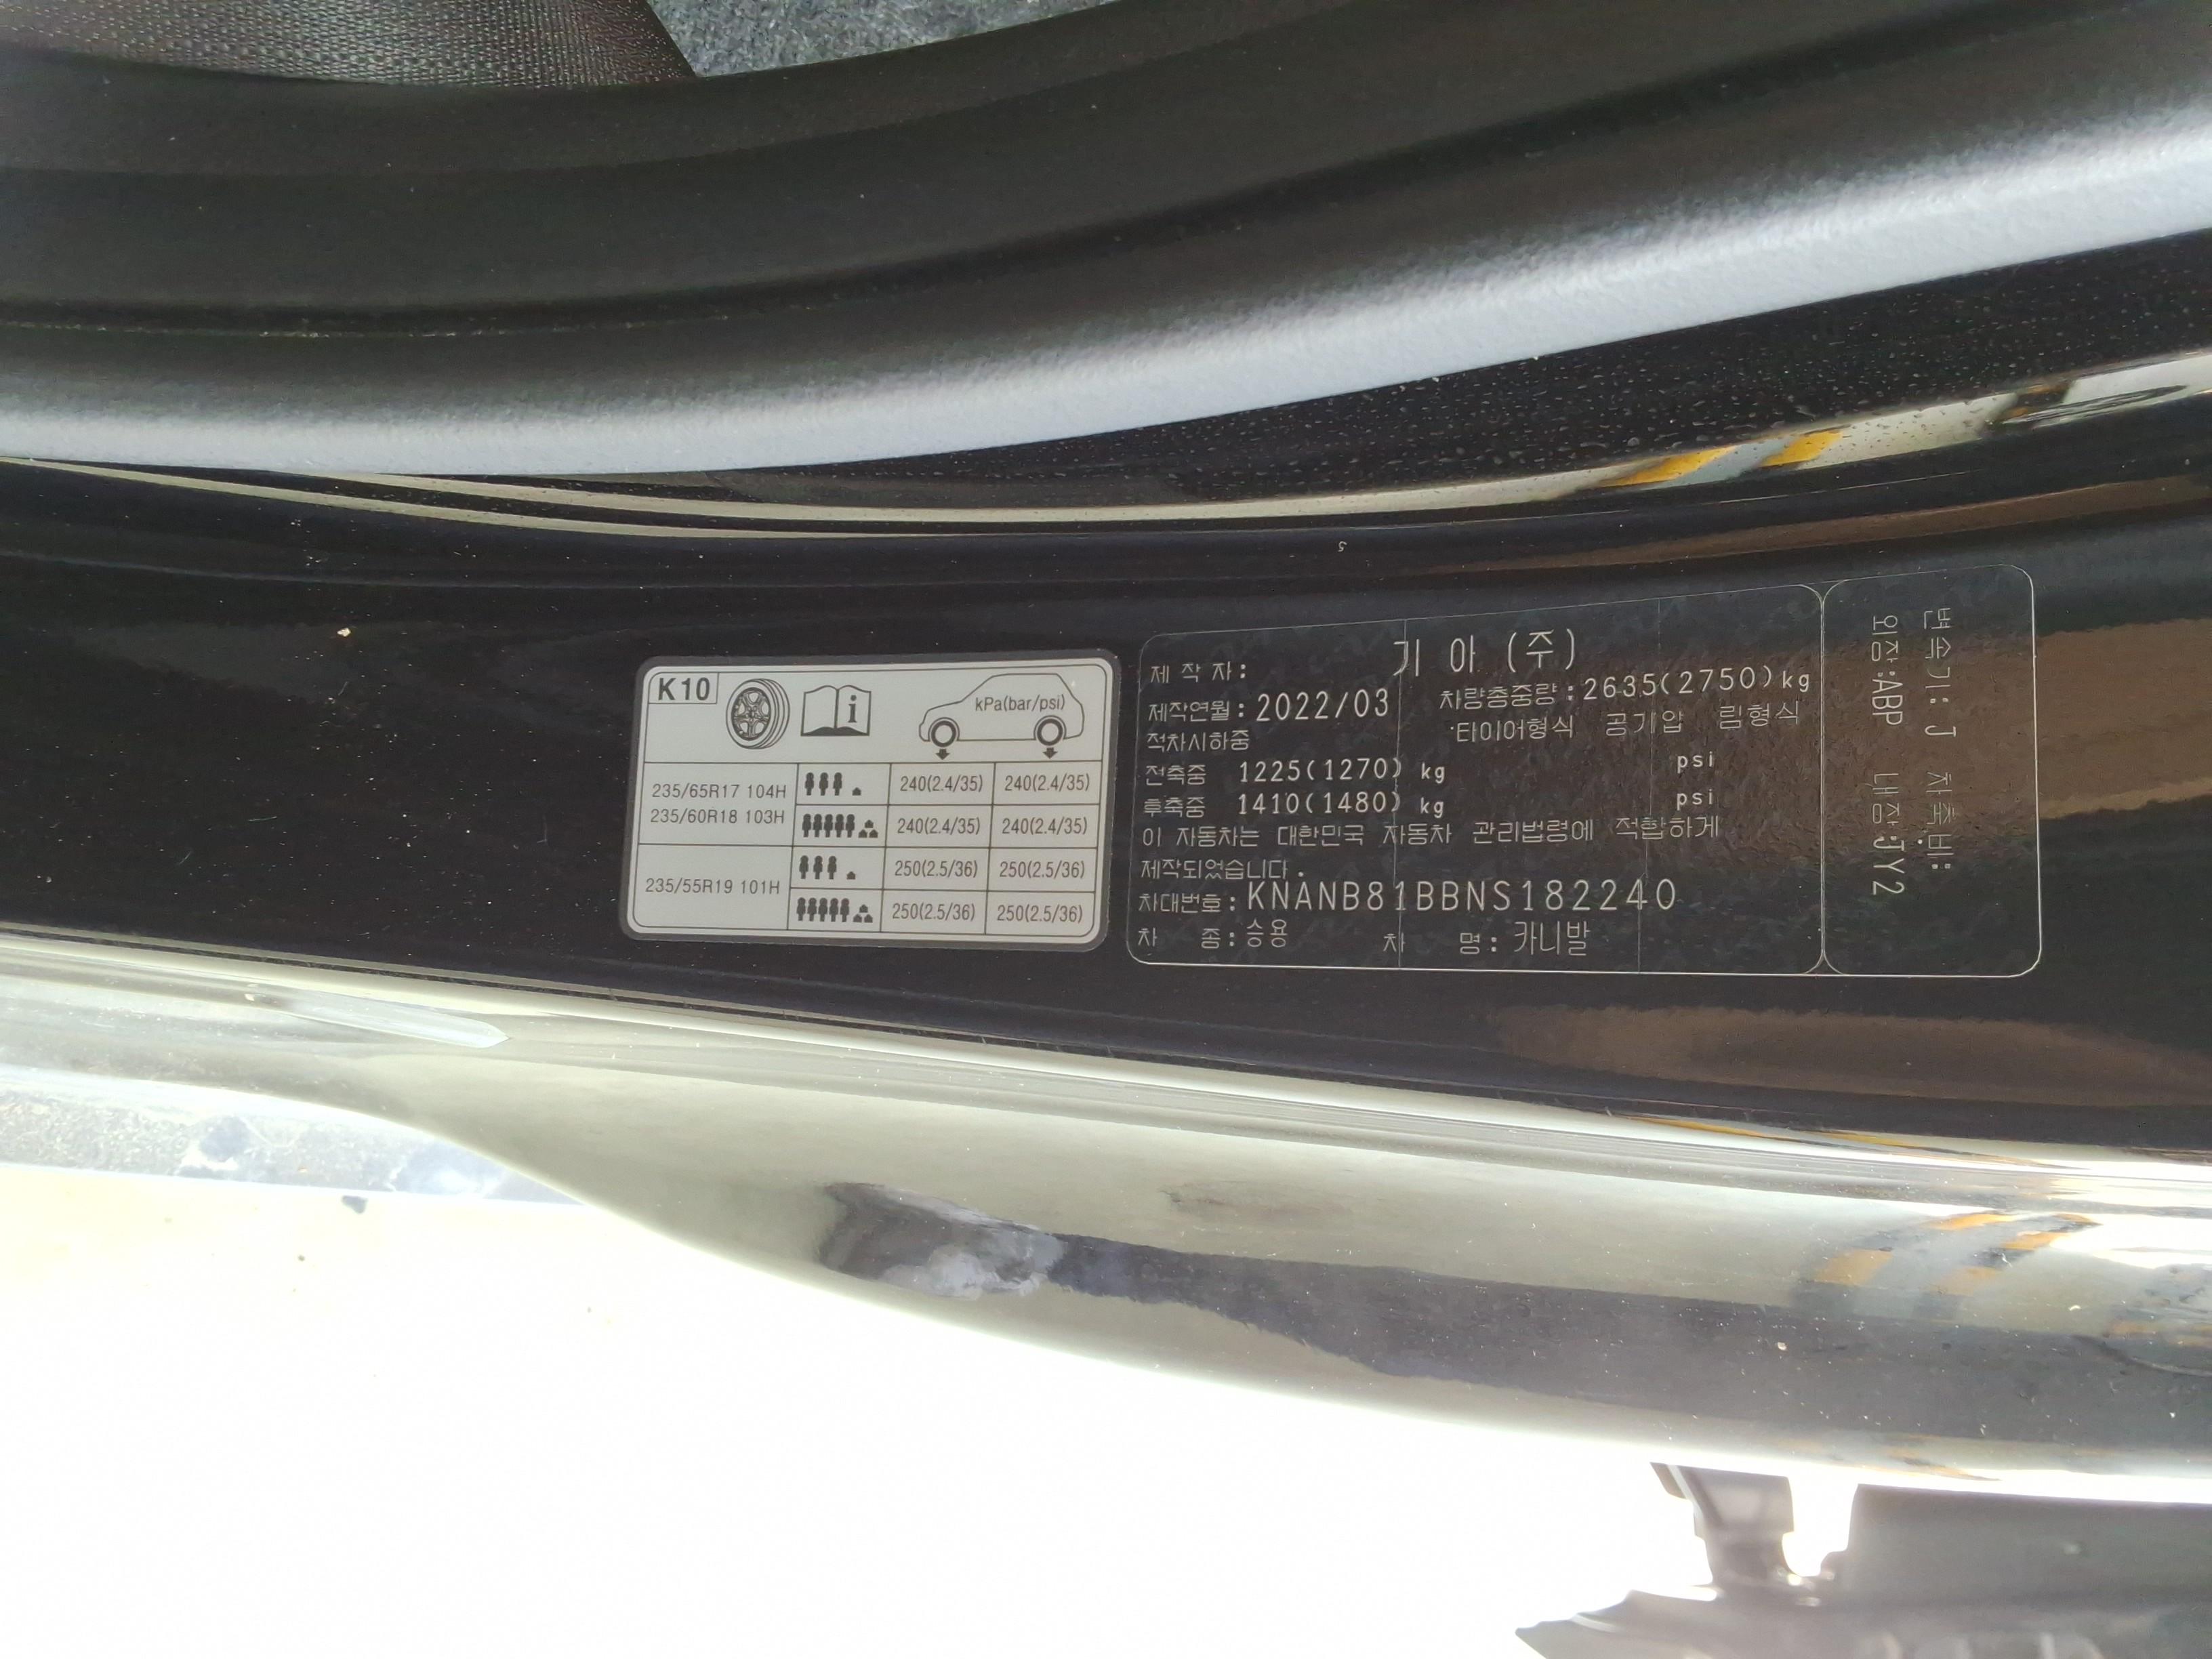 K10
i
kPa(bar/psi)
235/65R17 104H
235/60R18 103H
240(2.4/35) 240(2.4/35)
240(2.4/35) 240(2.4/35)
235/55R19 101H
250(2.5/36) 250(2.5/36)
250(2.5/36) 250(2.5/36)
제 작 자: 기 아 (주)
제작연월: 2022/03 차량총중량: 2635(2750)kg
적차시하중 타이어형식 공기압 림형식
전축중 1225(1270) kg psi
후축중 1410(1480) kg psi
이 자동차는 대한민국 자동차 관리법령에 적합하게
제작되었습니다.
차대번호: KNANB81BBNS182240
차 종: 승용 차 명: 카니발
변속기: J 차축비:
외장:ABP 내장:JY2